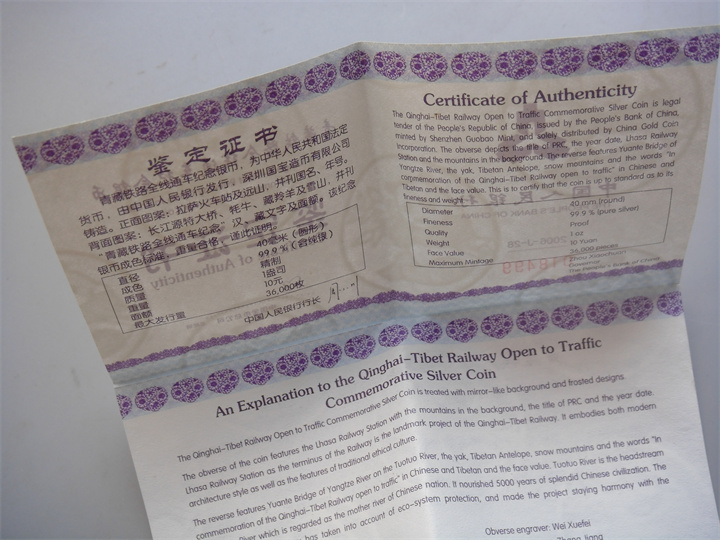 鉴定证书
青藏铁路全线通车纪念银币，为中华人民共和国法定
货币，由中国人民银行发行，深圳国宝造币有限公司
铸造。正面图案：拉萨火车站及远山，并刊国名、年号。
背面图案：长江源特大桥、牦牛、藏羚羊及雪山，并刊
“青藏铁路全线通车纪念”汉、藏文字及面额。该纪念
银币成色标准，重量合格，谨此证明。
直径 40毫米（圆形）
成色 99.9％（含纯银）
质量 精制
重量 1盎司
面额 10元
最大发行量 36,000枚
中国人民银行行长
Certificate of Authenticity
The Qinghai-Tibet Railway Open to Traffic Commemorative Silver Coin is legal
tender of the People's Republic of China, issued by the People's Bank of China,
minted by Shenzhen Guobao Mint, and solely distributed by China Gold Coin
Incorporation. The obverse depicts the title of PRC, the year date, Lhasa Railway
Station and the mountains in the background. The reverse features Yuante Bridge of
Yangtze River, the yak, Tibetan Antelope, snow mountains and the words "In
commemoration of the Qinghai-Tibet Railway open to traffic" in Chinese and
Tibetan and the face value. This is to certify that the coin is up to standard as to its
fineness and weight.
Diameter 40 mm (round)
Fineness 99.9 % (pure silver)
Quality Proof
Weight 1 oz
Face Value 10 Yuan
Maximum Mintage 36,000 pieces
Zhou Xiaochuan
Governor
The People's Bank of China
An Explanation to the Qinghai-Tibet Railway Open to Traffic
Commemorative Silver Coin
The Qinghai-Tibet Railway Open to Traffic Commemorative Silver Coin is treated with mirror-like background and frosted designs.
The obverse of the coin features the Lhasa Railway Station with the mountains in the background, the title of PRC and the year date.
Lhasa Railway Station as the terminus of the Railway is the landmark project of the Qinghai-Tibet Railway. It embodies both modern
architecture style as well as the features of traditional ethical culture.
The reverse features Yuante Bridge of Yangtze River on the Tuotuo River, the yak, Tibetan Antelope, snow mountains and the words "In
commemoration of the Qinghai-Tibet Railway open to traffic" in Chinese and Tibetan and the face value. Tuotuo River is the headstream
River which is regarded as the mother river of Chinese nation. It nourished 5000 years of splendid Chinese civilization. The
has taken into account of eco-system protection, and made the project staying harmony with the
Obverse engraver: Wei Xuefei